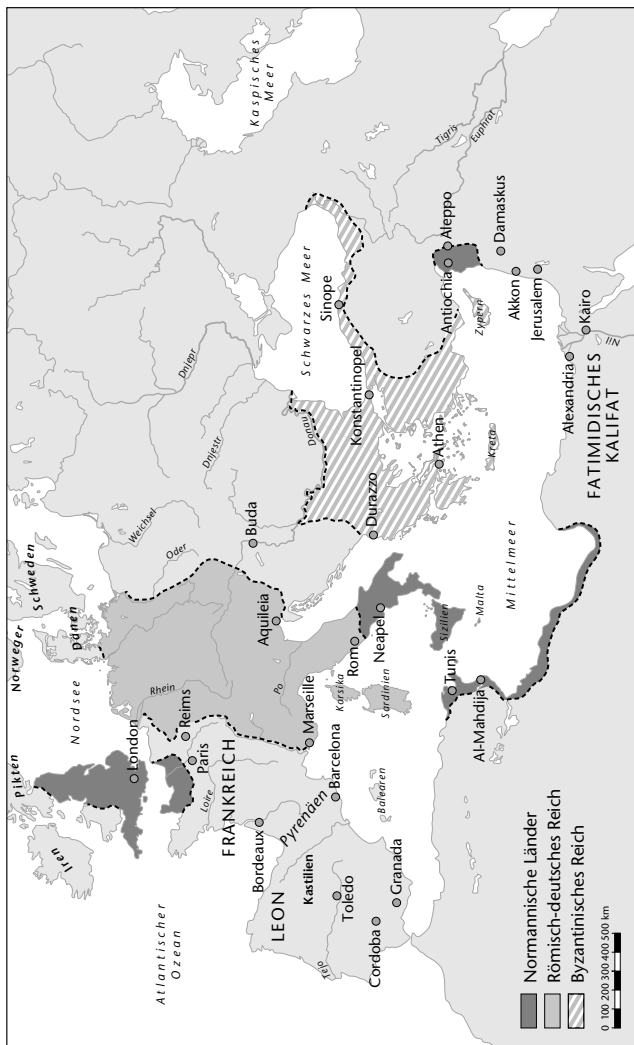 Norweger
Schweden
Pikten
Dänen
Nordsee
Iren
London
Rhein
Weichsel
Oder
Dnjepr
Dnjestr
Kaspisches
Meer
Atlantischer
Ozean
Reims
Paris
Loire
FRANKREICH
Buda
Aquileia
Po
Donau
Schwarzes Meer
Sinope
Bordeaux
Pyrenäen
Marseille
Korsika
Rom
Neapel
Durazzo
Konstantinopel
LEON
Kastilien
Barcelona
Toledo
Tejo
Balearen
Sardinien
Cordoba
Granada
Sizilien
Malta
Athen
Kreta
Antiochia
Aleppo
Zypern
Tigris
Euphrat
Damaskus
Akkon
Jerusalem
Tunis
Al-Mahdija
Mittelmeer
Alexandria
Kairo
Nil
FATIMIDISCHES
KALIFAT
Normannische Länder
Römisch-deutsches Reich
Byzantinisches Reich
0 100 200 300 400 500 km